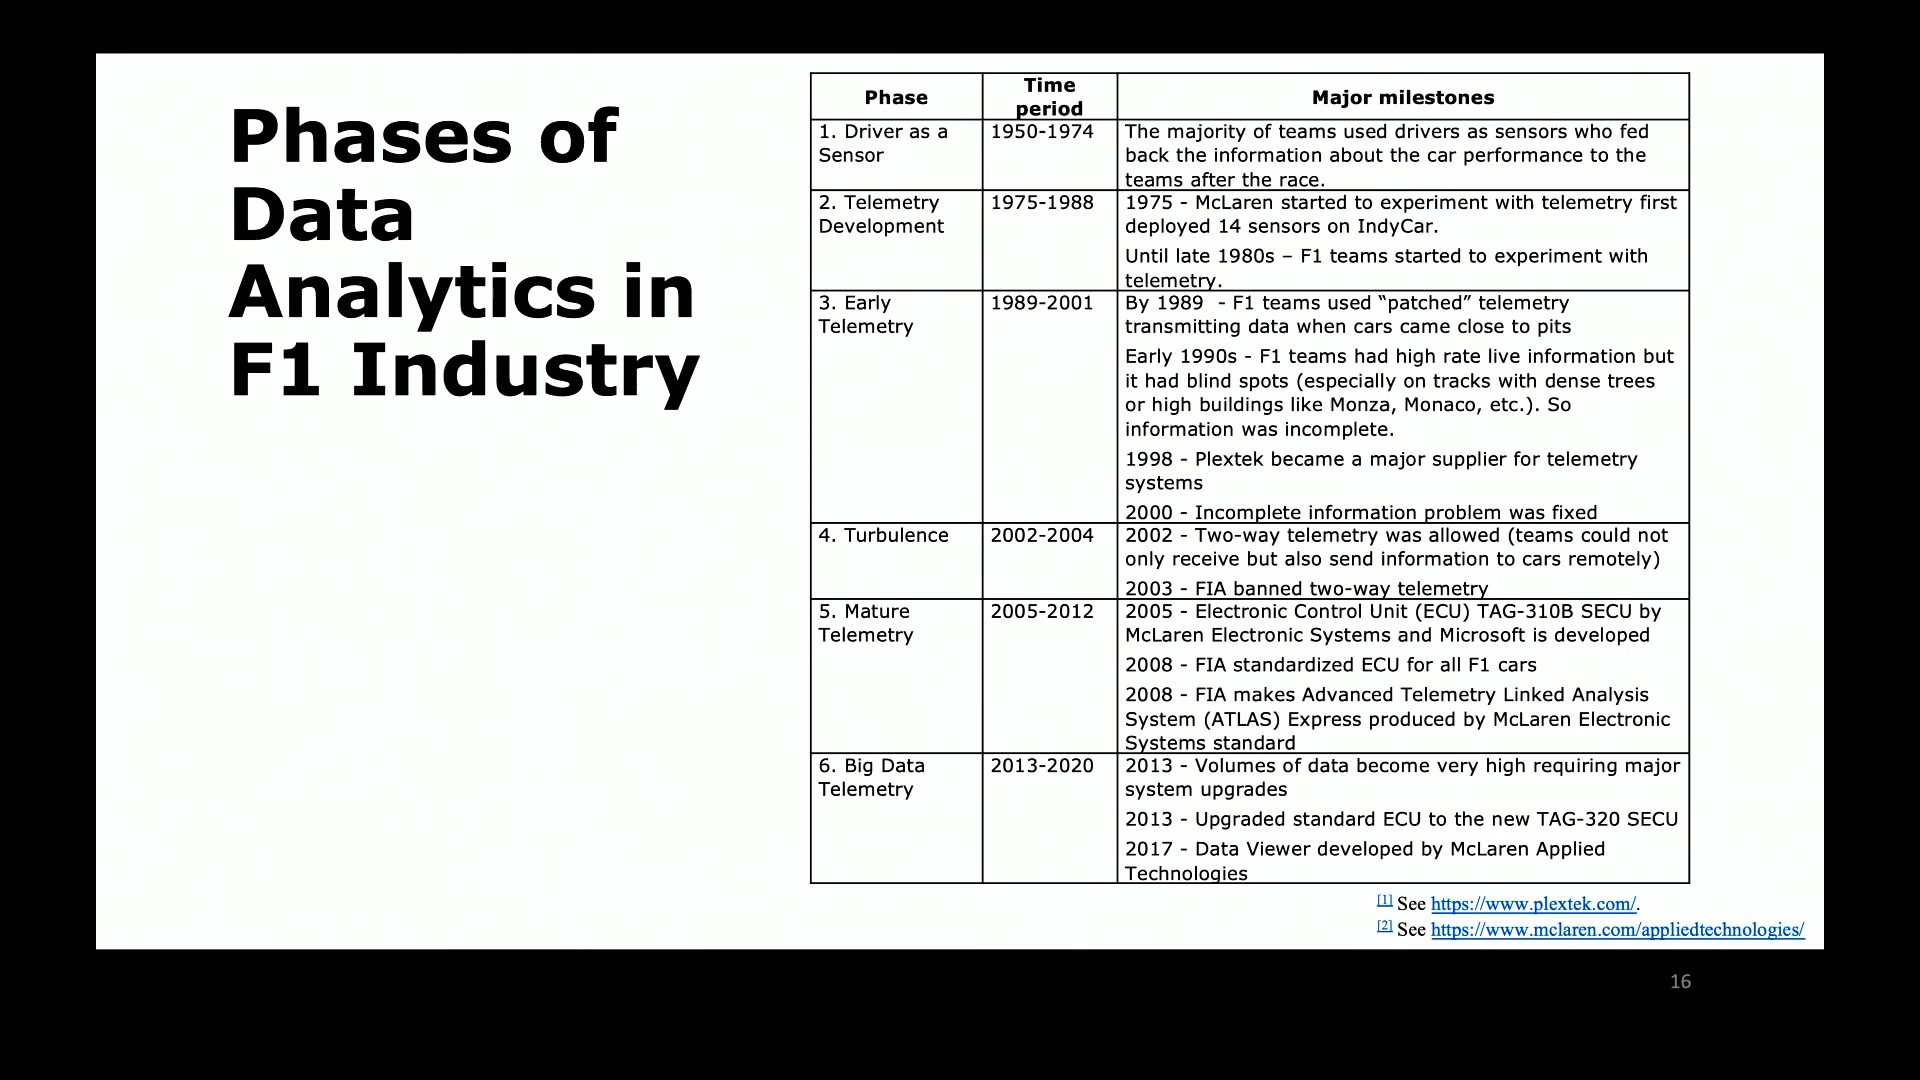 Phases of
Data
Analytics in
F1 Industry
Phase
Time
period
Major milestones
1. Driver as a
Sensor
1950-1974
The majority of teams used drivers as sensors who fed
back the information about the car performance to the
teams after the race.
2. Telemetry
Development
1975-1988
1975 - McLaren started to experiment with telemetry first
deployed 14 sensors on IndyCar.
Until late 1980s – F1 teams started to experiment with
telemetry.
3. Early
Telemetry
1989-2001
By 1989  - F1 teams used “patched” telemetry
transmitting data when cars came close to pits
Early 1990s - F1 teams had high rate live information but
it had blind spots (especially on tracks with dense trees
or high buildings like Monza, Monaco, etc.). So
information was incomplete.
1998 - Plextek became a major supplier for telemetry
systems
2000 - Incomplete information problem was fixed
4. Turbulence
2002-2004
2002 - Two-way telemetry was allowed (teams could not
only receive but also send information to cars remotely)
2003 - FIA banned two-way telemetry
5. Mature
Telemetry
2005-2012
2005 - Electronic Control Unit (ECU) TAG-310B SECU by
McLaren Electronic Systems and Microsoft is developed
2008 - FIA standardized ECU for all F1 cars
2008 - FIA makes Advanced Telemetry Linked Analysis
System (ATLAS) Express produced by McLaren Electronic
Systems standard
6. Big Data
Telemetry
2013-2020
2013 - Volumes of data become very high requiring major
system upgrades
2013 - Upgraded standard ECU to the new TAG-320 SECU
2017 - Data Viewer developed by McLaren Applied
Technologies
[1] See https://www.plextek.com/.
[2] See https://www.mclaren.com/appliedtechnologies/
16